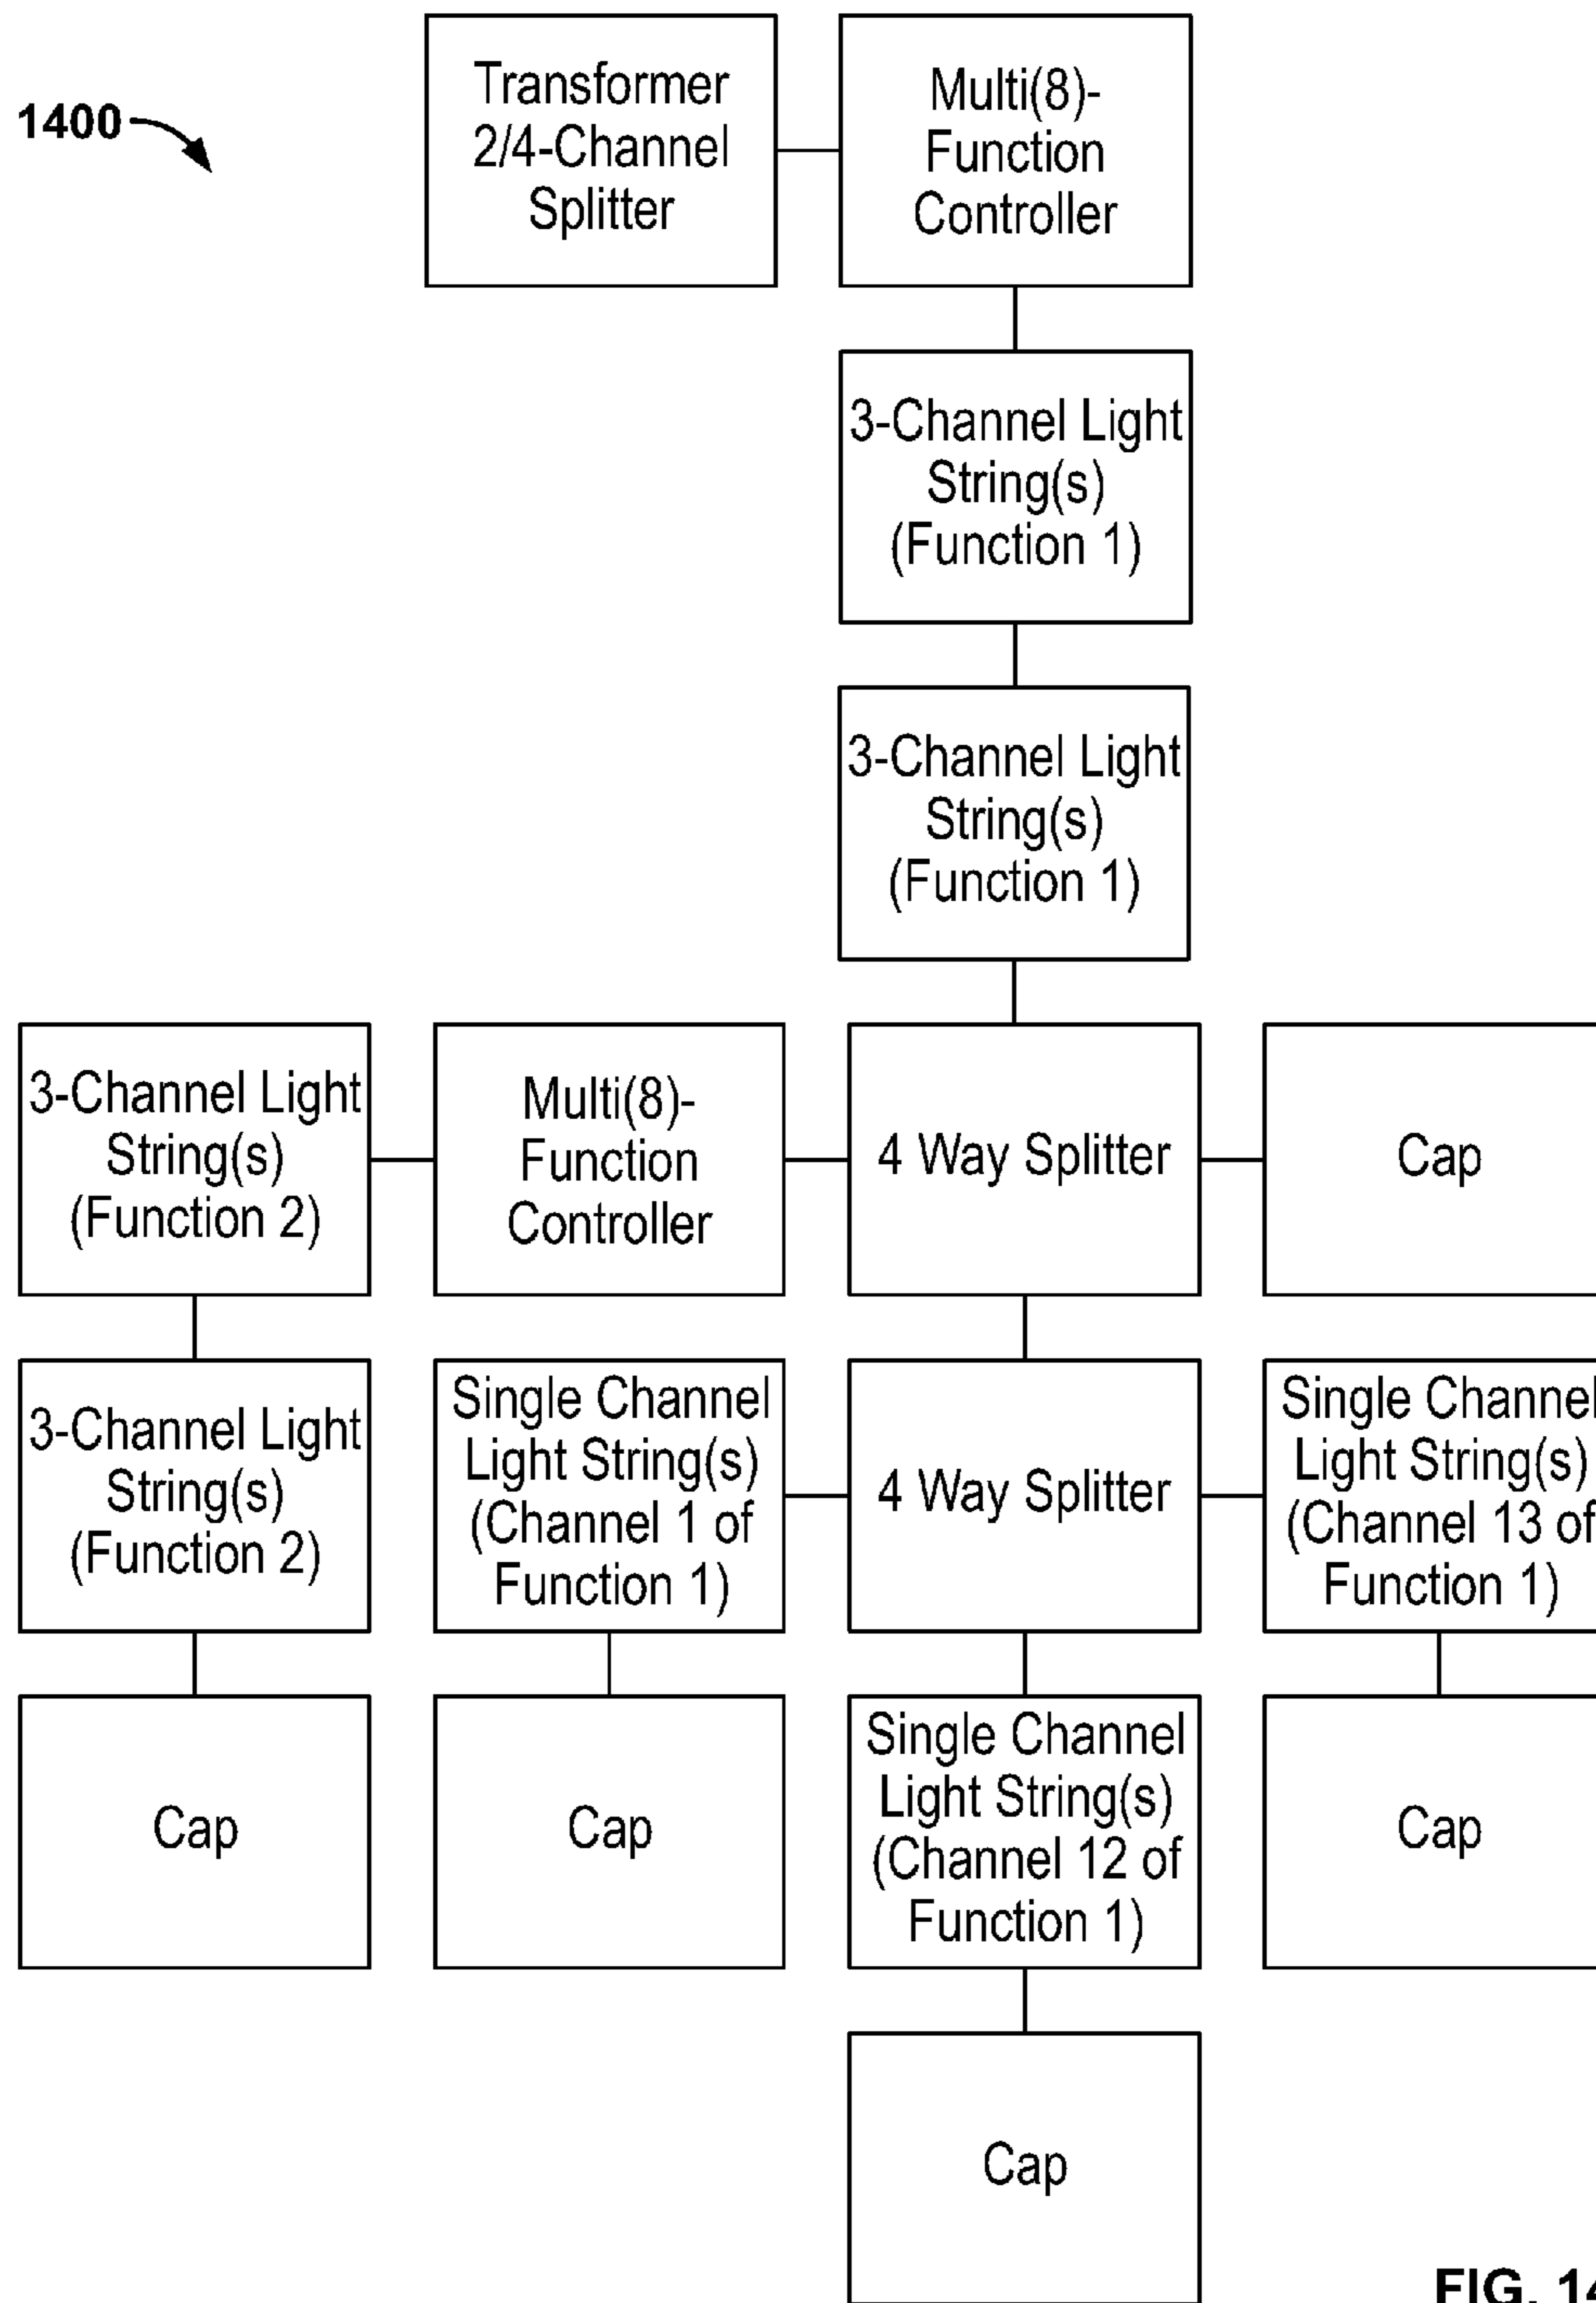 1400
Transformer
2/4-Channel
Splitter
Multi(8)-
Function
Controller
3-Channel Light
String(s)
(Function 1)
3-Channel Light
String(s)
(Function 1)
3-Channel Light
String(s)
(Function 2)
Multi(8)-
Function
Controller
4 Way Splitter
Cap
3-Channel Light
String(s)
(Function 2)
Single Channel
Light String(s)
(Channel 1 of
Function 1)
4 Way Splitter
Single Channel
Light String(s)
(Channel 13 of
Function 1)
Cap
Cap
Single Channel
Light String(s)
(Channel 12 of
Function 1)
Cap
Cap
FIG. 14